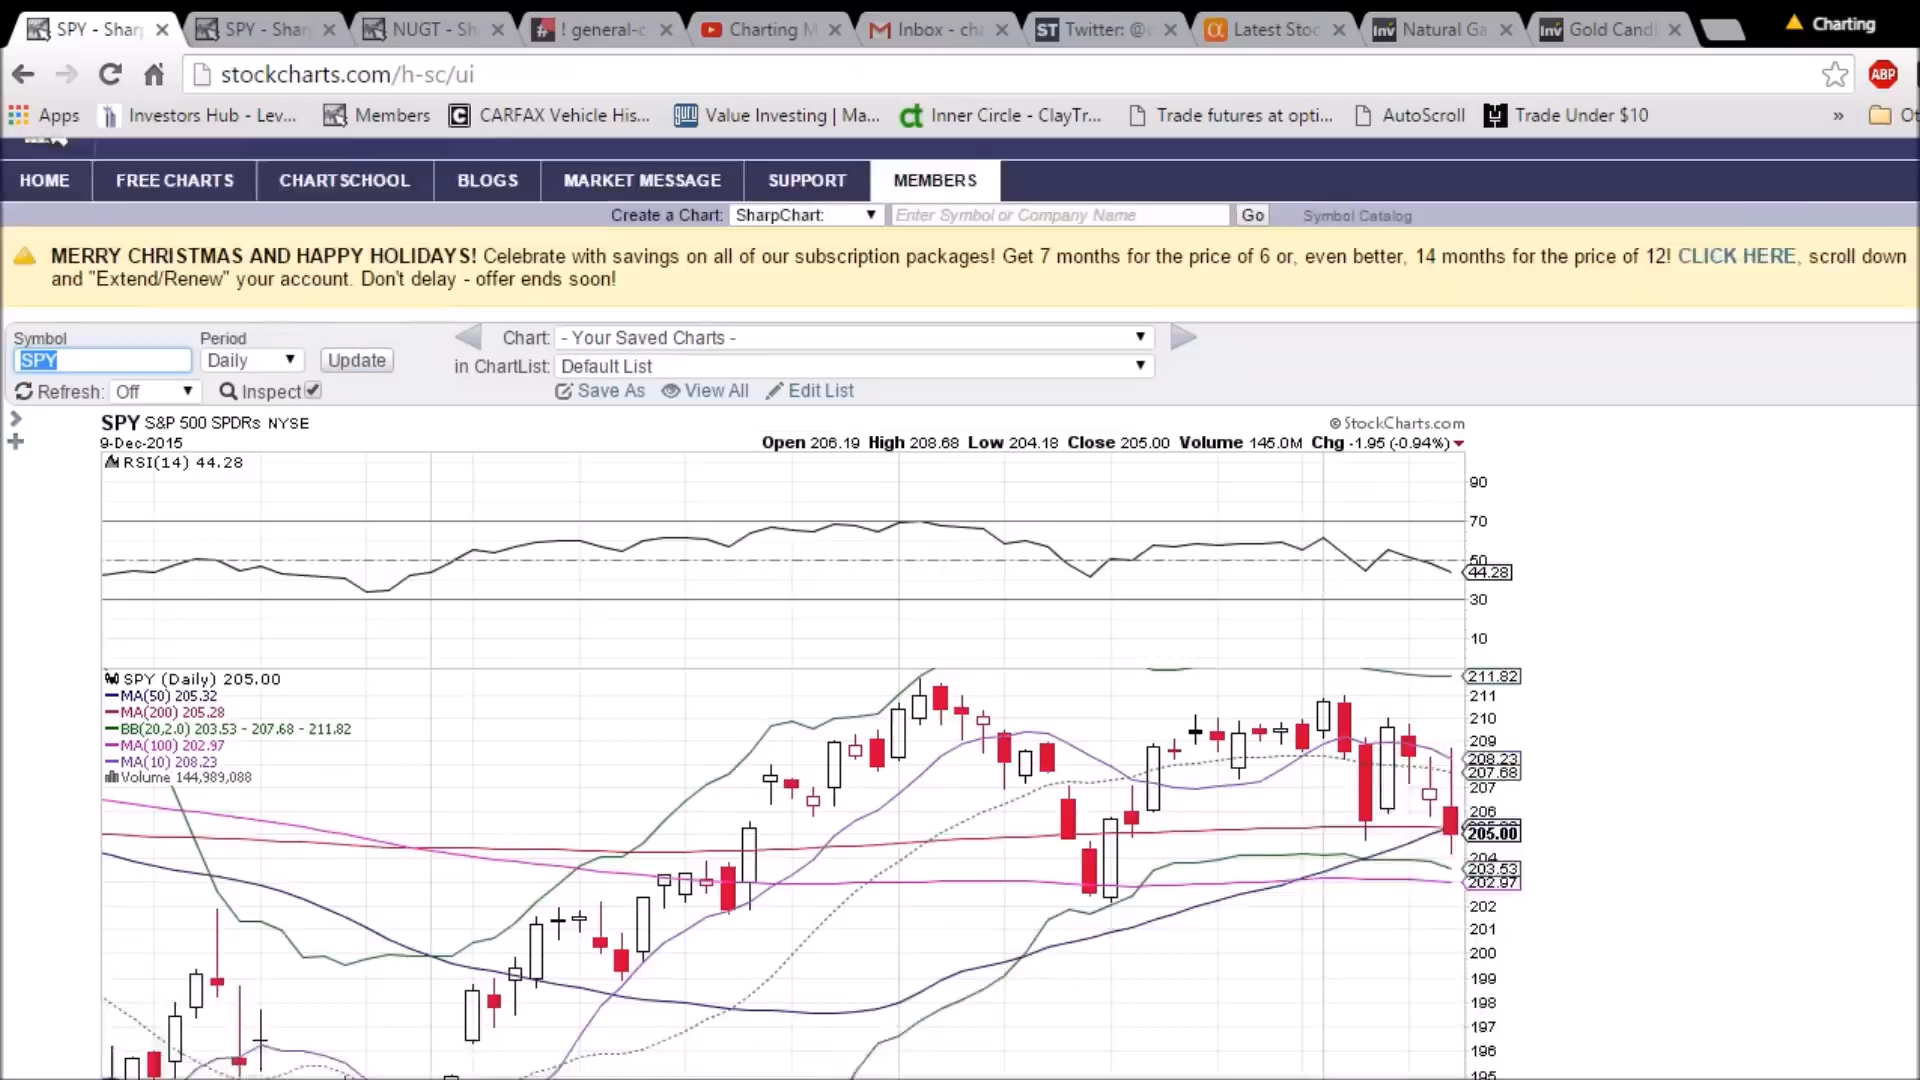 SPY - Sharp
SPY - Shar
NUGT - Sh
! general-c
Charting M
Inbox - cha
Twitter: @
Latest Stoc
Natural Ga
Gold Candl
Charting
stockcharts.com/h-sc/ui
ABP
Apps
Investors Hub - Lev...
Members
CARFAX Vehicle His...
Value Investing | Ma...
Inner Circle - ClayTr...
Trade futures at opti...
AutoScroll
Trade Under $10
»
Ot
HOME
FREE CHARTS
CHARTSCHOOL
BLOGS
MARKET MESSAGE
SUPPORT
MEMBERS
Create a Chart: SharpChart: Enter Symbol or Company Name Go Symbol Catalog
MERRY CHRISTMAS AND HAPPY HOLIDAYS! Celebrate with savings on all of our subscription packages! Get 7 months for the price of 6 or, even better, 14 months for the price of 12! CLICK HERE, scroll down
and "Extend/Renew" your account. Don't delay - offer ends soon!
Symbol Period
SPY Daily Update
Chart: - Your Saved Charts -
in ChartList: Default List
Refresh: Off Inspect
Save As View All Edit List
SPY S&P 500 SPDRs NYSE
© StockCharts.com
9-Dec-2015
Open 206.19 High 208.68 Low 204.18 Close 205.00 Volume 145.0M Chg -1.95 (-0.94%)
RSI(14) 44.28
90
70
50
44.28
30
10
SPY (Daily) 205.00
MA(50) 205.32
MA(200) 205.28
BB(20,2.0) 203.53 - 207.68 - 211.82
MA(100) 202.97
MA(10) 208.23
Volume 144,989,088
211.82
211
210
209
208.23
207.68
207
206
205.00
204
203.53
202.97
202
201
200
199
198
197
196
195